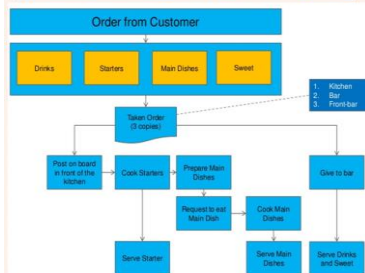 Order from Customer
Drinks
Starters
Main Dishes
Sweet
1. Kitchen
2. Bar
3. Front-bar
Taken Order
(3 copies)
Post on board
in front of the
kitchen
Cook Starters
Prepare Main
Dishes
Give to bar
Request to eat
Main Dish
Cook Main
Dishes
Serve Starter
Serve Main
Dishes
Serve Drinks
and Sweet